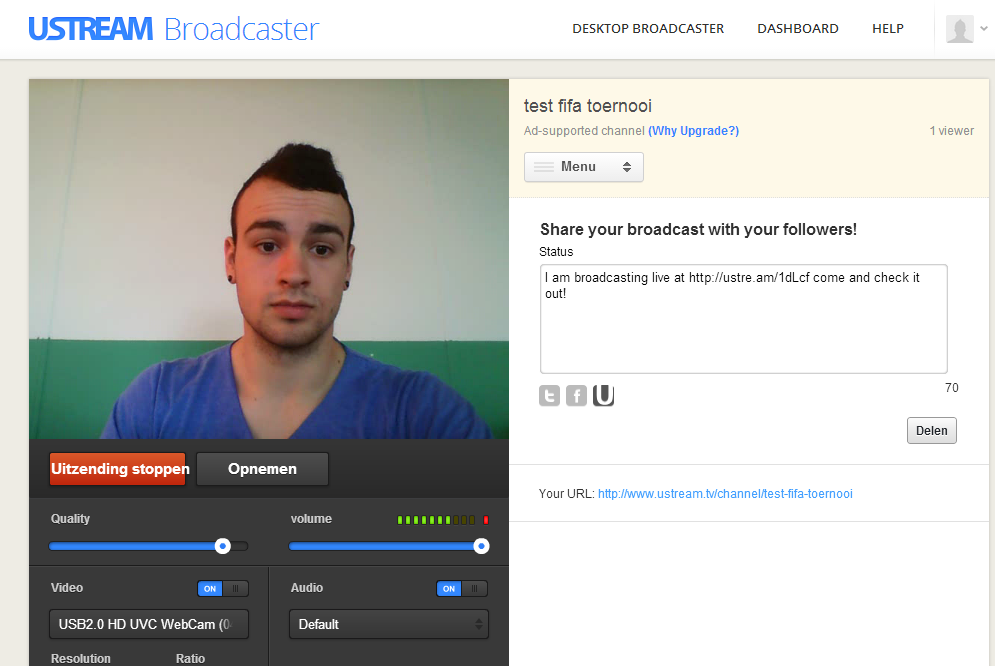 USTREAM Broadcaster
DESKTOP BROADCASTER DASHBOARD HELP
test fifa toernooi
Ad-supported channel (Why Upgrade?) 1 viewer
Menu
Share your broadcast with your followers!
Status
I am broadcasting live at http://ustre.am/1dLcf come and check it
out!
70
Delen
Your URL: http://www.ustream.tv/channel/test-fifa-toernooi
Uitzending stoppen Opnemen
Quality volume
Video ON Audio ON
USB2.0 HD UVC WebCam (0 Default
Resolution Ratio